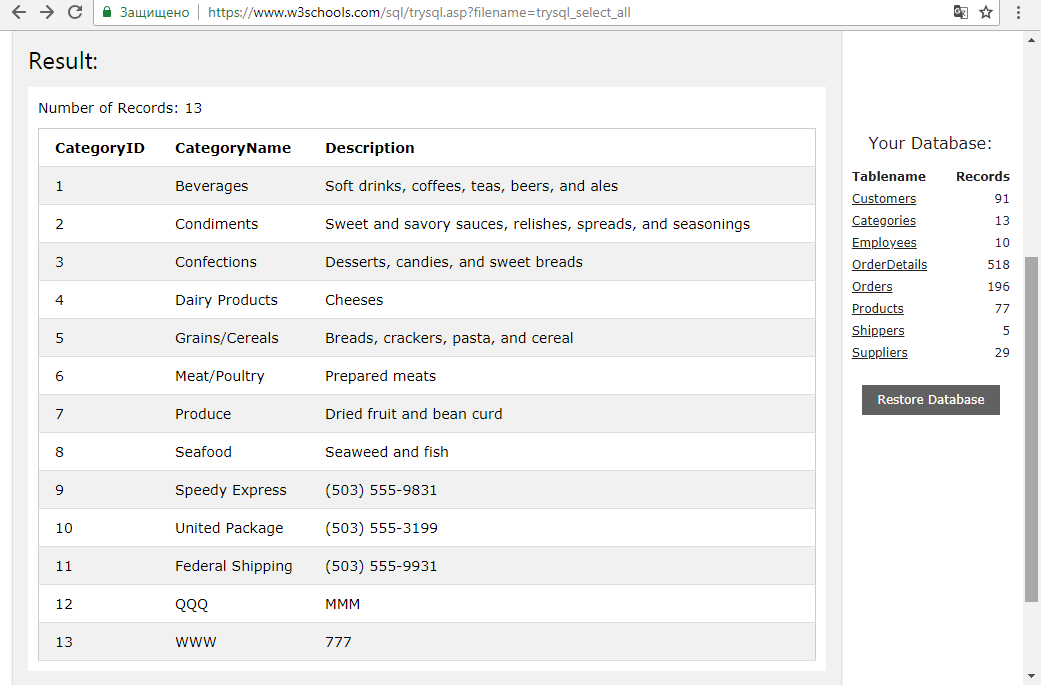 Защищено https://www.w3schools.com/sql/trysql.asp?filename=trysql_select_all
Result:
Number of Records: 13
CategoryID CategoryName Description
1 Beverages Soft drinks, coffees, teas, beers, and ales
2 Condiments Sweet and savory sauces, relishes, spreads, and seasonings
3 Confections Desserts, candies, and sweet breads
4 Dairy Products Cheeses
5 Grains/Cereals Breads, crackers, pasta, and cereal
6 Meat/Poultry Prepared meats
7 Produce Dried fruit and bean curd
8 Seafood Seaweed and fish
9 Speedy Express (503) 555-9831
10 United Package (503) 555-3199
11 Federal Shipping (503) 555-9931
12 QQQ MMM
13 WWW 777
Your Database:
Tablename Records
Customers 91
Categories 13
Employees 10
OrderDetails 518
Orders 196
Products 77
Shippers 5
Suppliers 29
Restore Database